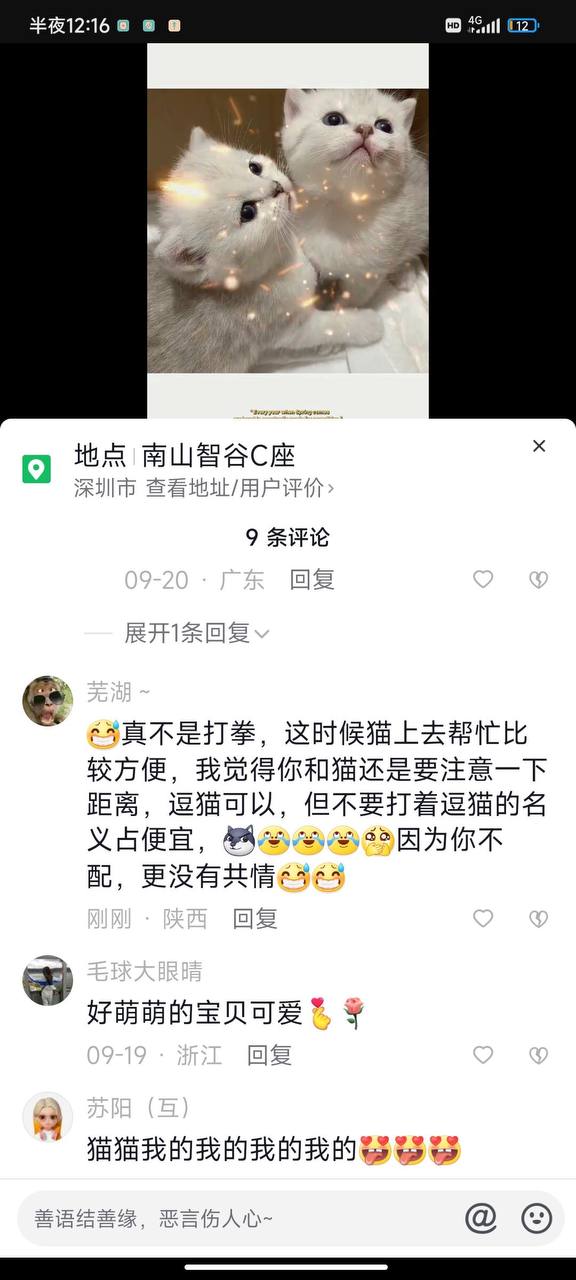 半夜12:16
HD 4G 12
"Every year when Spring comes
地点 南山智谷C座
深圳市 查看地址/用户评价>
9 条评论
09-20 · 广东 回复
展开1条回复
芜湖 ~
😅真不是打拳，这时候猫上去帮忙比
较方便，我觉得你和猫还是要注意一下
距离，逗猫可以，但不要打着逗猫的名
义占便宜，因为你不
配，更没有共情😅😅
刚刚 · 陕西 回复
毛球大眼晴
好萌萌的宝贝可爱🌹
09-19 · 浙江 回复
苏阳（互）
猫猫我的我的我的我的
善语结善缘，恶言伤人心~
@